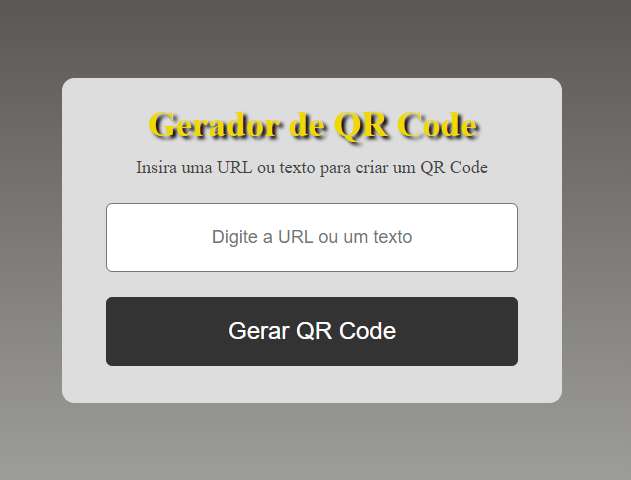 Gerador de QR Code
Insira uma URL ou texto para criar um QR Code
Digite a URL ou um texto
Gerar QR Code